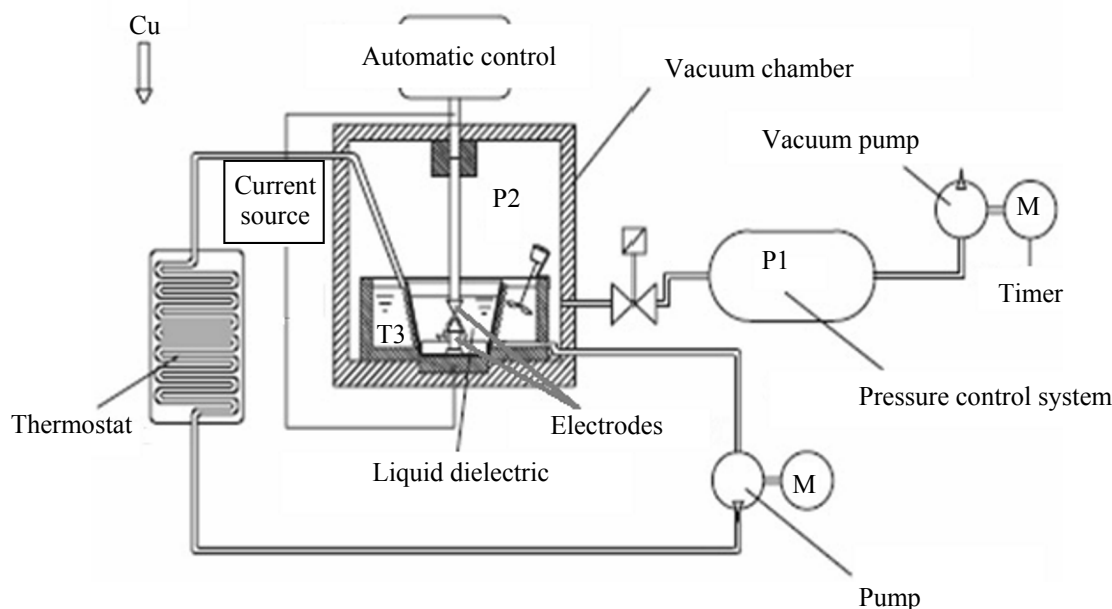 Cu
Automatic control
Vacuum chamber
Vacuum pump
Current
source
P2
M
P1
Timer
T3
Pressure control system
Thermostat
Electrodes
Liquid dielectric
M
Pump